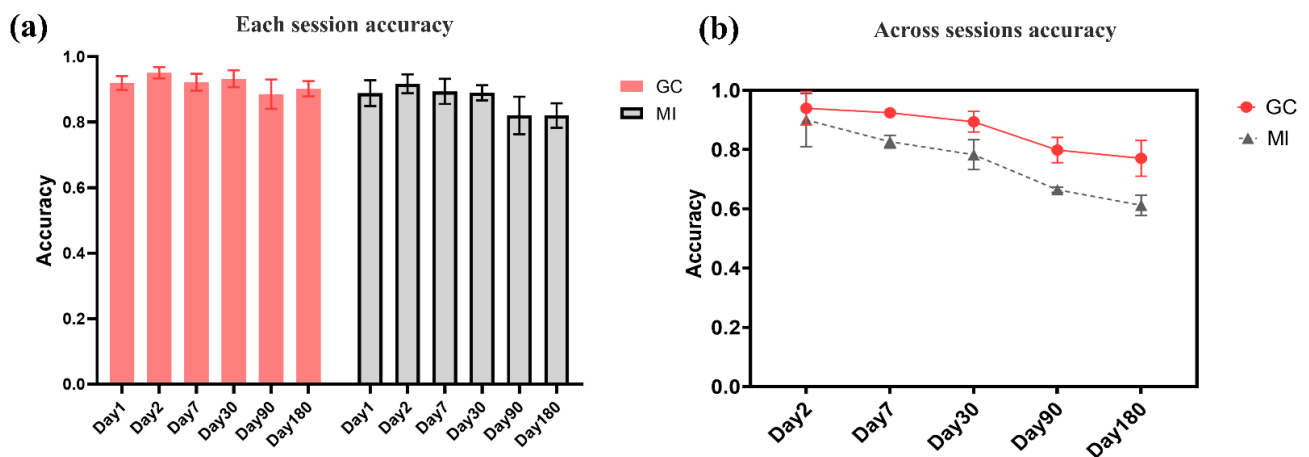 (a)
Each session accuracy
1.0
0.8
0.6
0.4
0.2
0.0
Accuracy
Day1
Day2
Day7
Day30
Day90
Day180
Day1
Day2
Day7
Day30
Day90
Day180
GC
MI
(b)
Across sessions accuracy
1.0
0.8
0.6
0.4
0.2
0.0
Accuracy
Day2
Day7
Day30
Day90
Day180
GC
MI